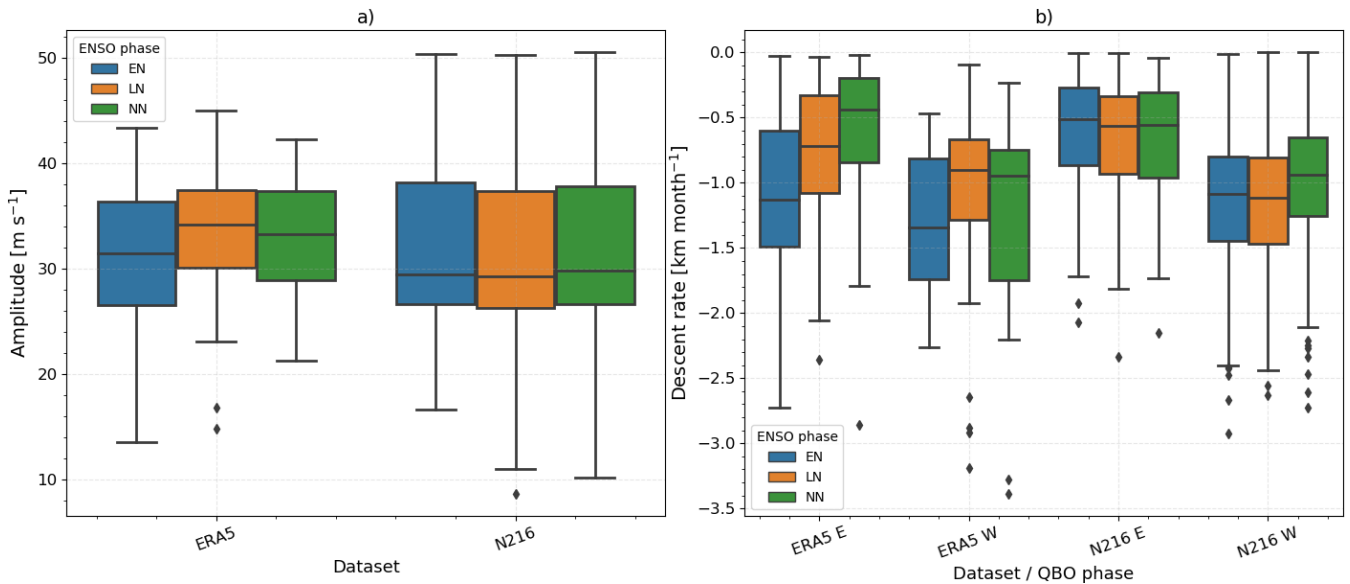 a)
ENSO phase
EN
LN
NN
50
40
30
20
10
Amplitude [m s⁻¹]
ERA5
N216
Dataset
b)
0.0
−0.5
−1.0
−1.5
−2.0
−2.5
−3.0
−3.5
Descent rate [km month⁻¹]
ENSO phase
EN
LN
NN
ERA5 E
ERA5 W
N216 E
N216 W
Dataset / QBO phase